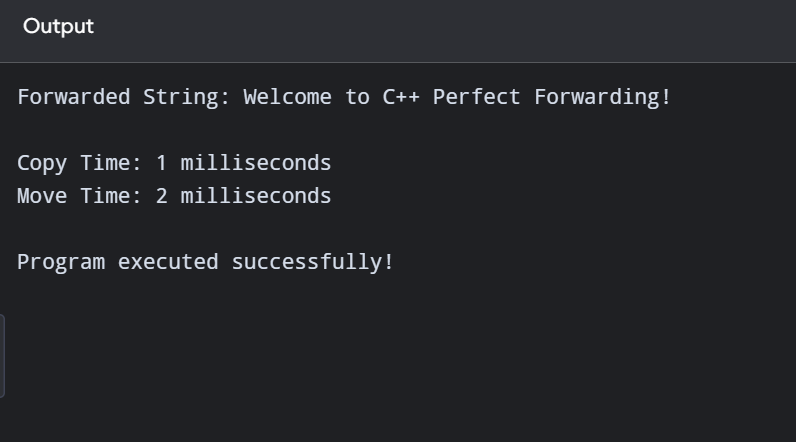 Output
Forwarded String: Welcome to C++ Perfect Forwarding!
Copy Time: 1 milliseconds
Move Time: 2 milliseconds
Program executed successfully!